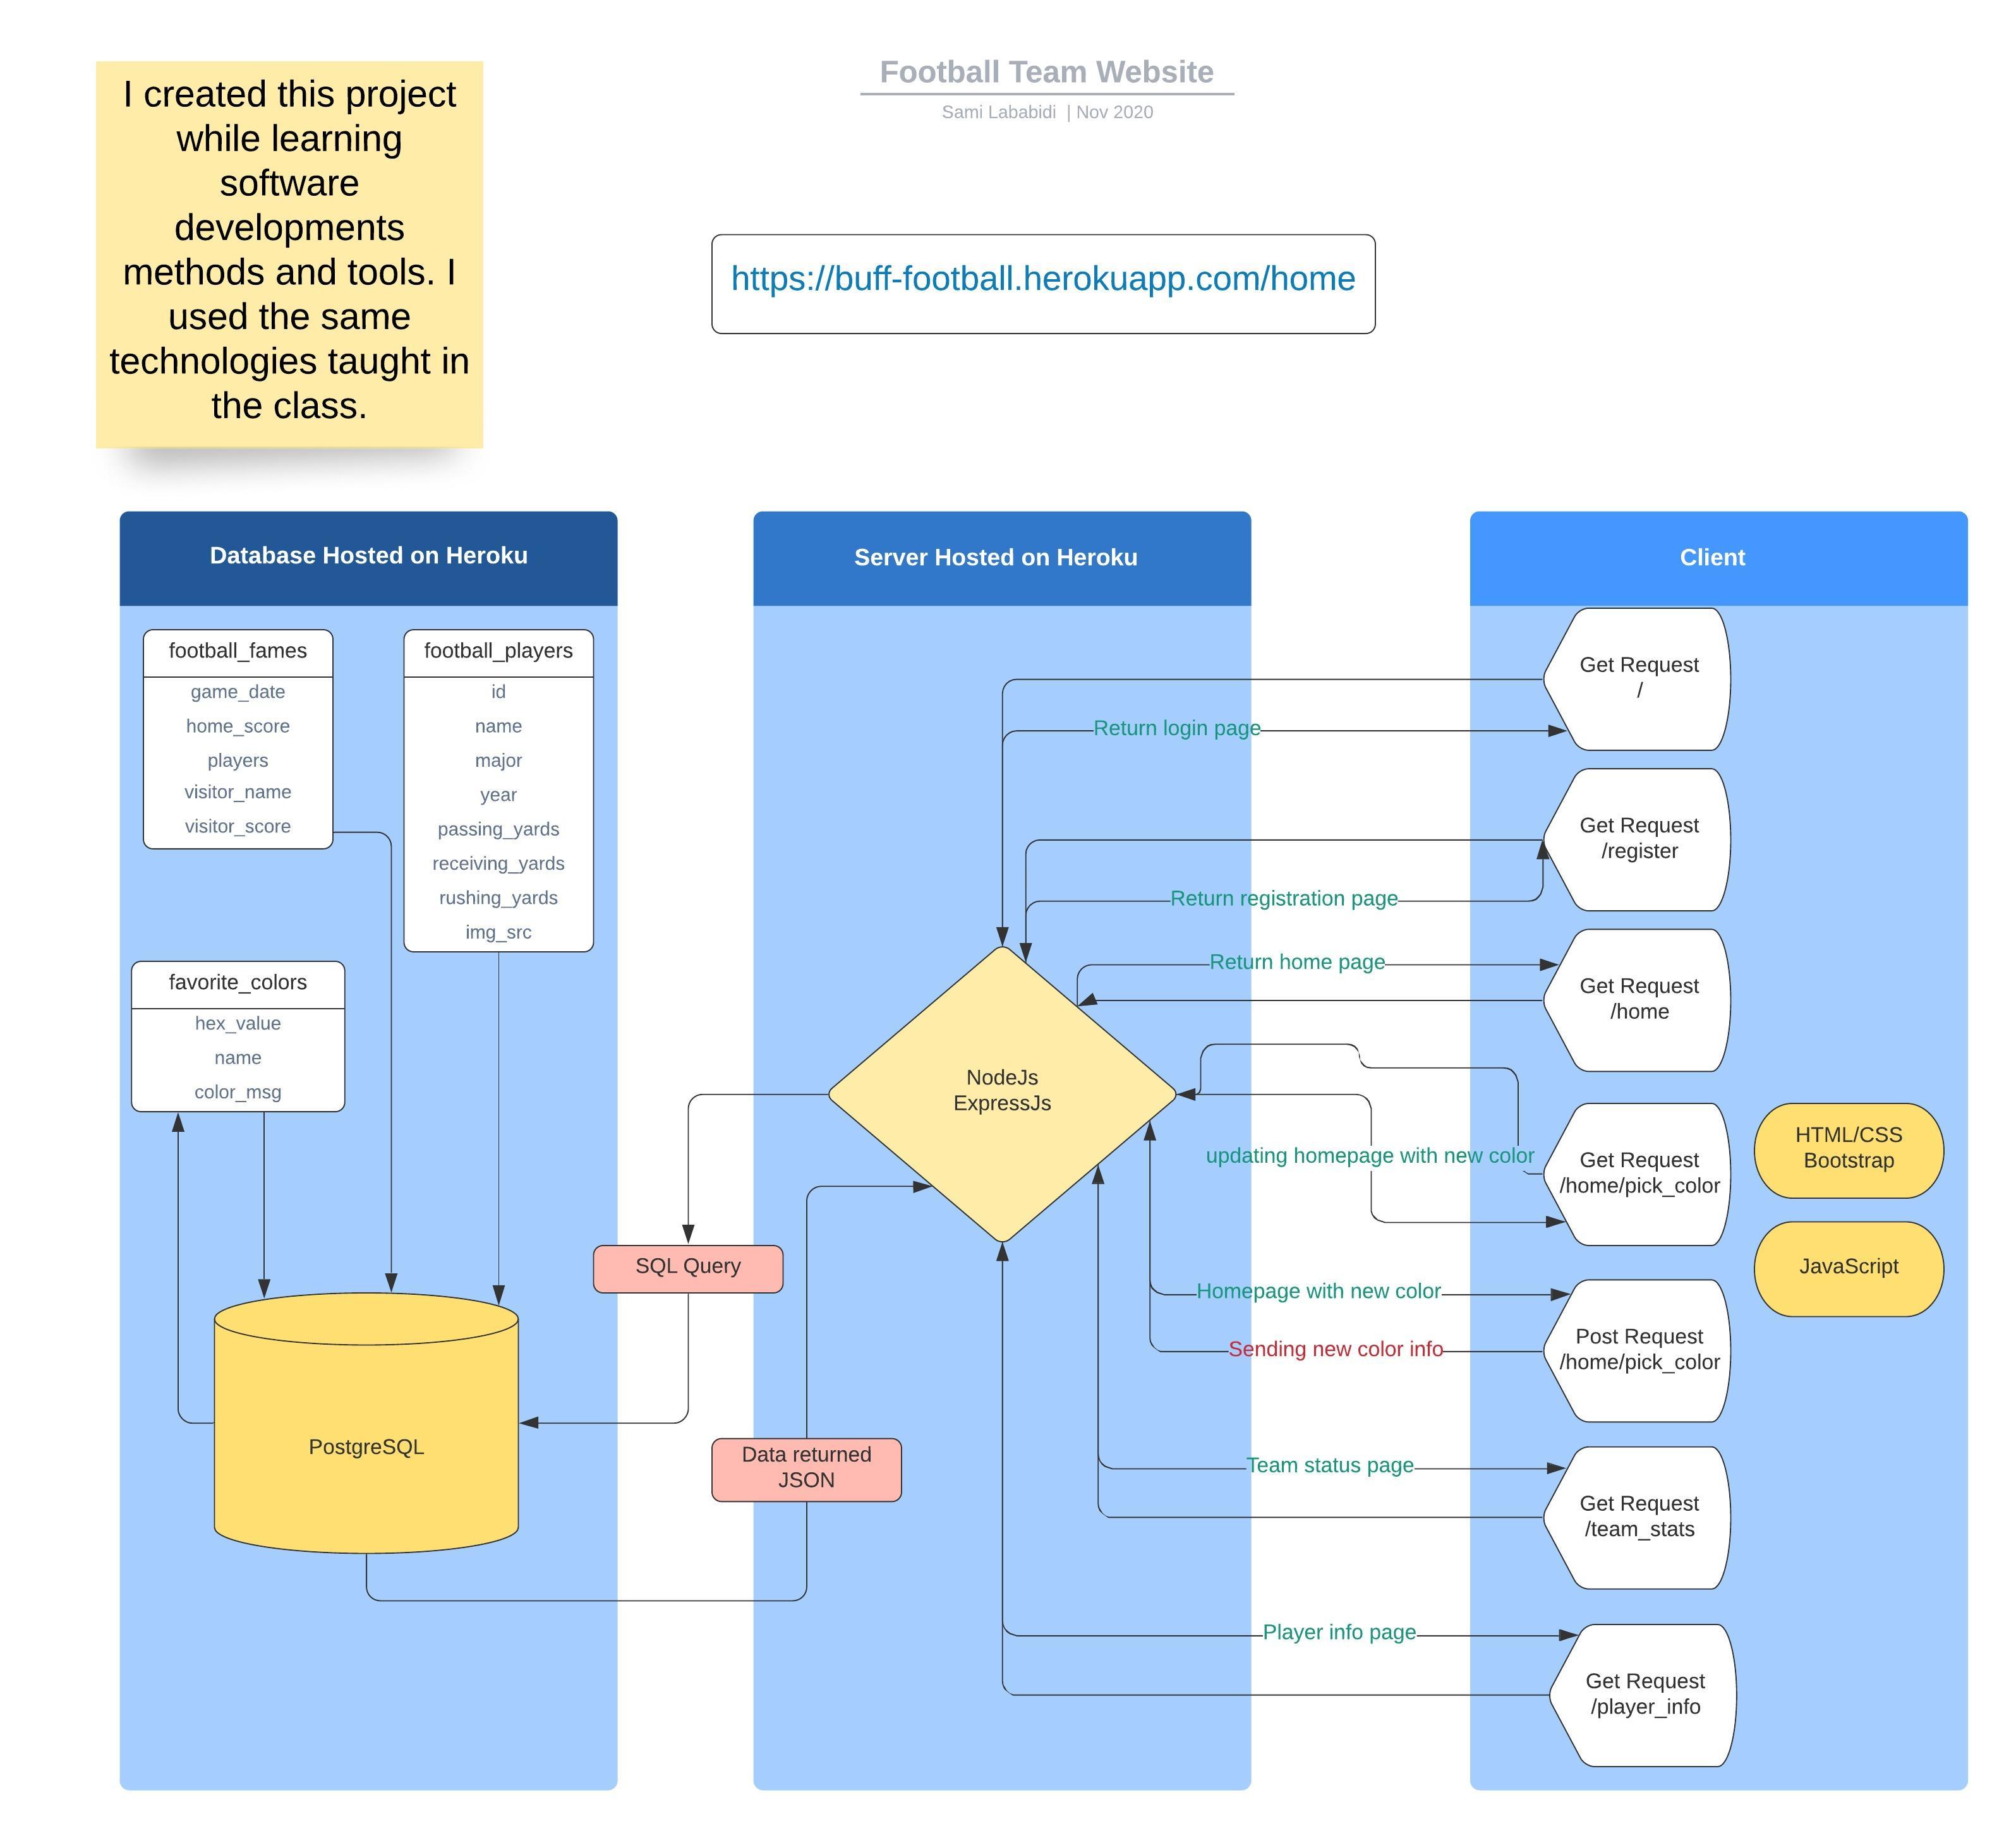 Football Team Website
Sami Lababidi | Nov 2020
I created this project
while learning
software
developments
methods and tools. I
used the same
technologies taught in
the class.
https://buff-football.herokuapp.com/home
Database Hosted on Heroku
football_fames
game_date
home_score
players
visitor_name
visitor_score
football_players
id
name
major
year
passing_yards
receiving_yards
rushing_yards
img_src
favorite_colors
hex_value
name
color_msg
PostgreSQL
SQL Query
Data returned
JSON
Server Hosted on Heroku
NodeJs
ExpressJs
Return login page
Return registration page
Return home page
updating homepage with new color
Homepage with new color
Sending new color info
Team status page
Player info page
Client
Get Request
/
Get Request
/register
Get Request
/home
Get Request
/home/pick_color
Post Request
/home/pick_color
Get Request
/team_stats
Get Request
/player_info
HTML/CSS
Bootstrap
JavaScript